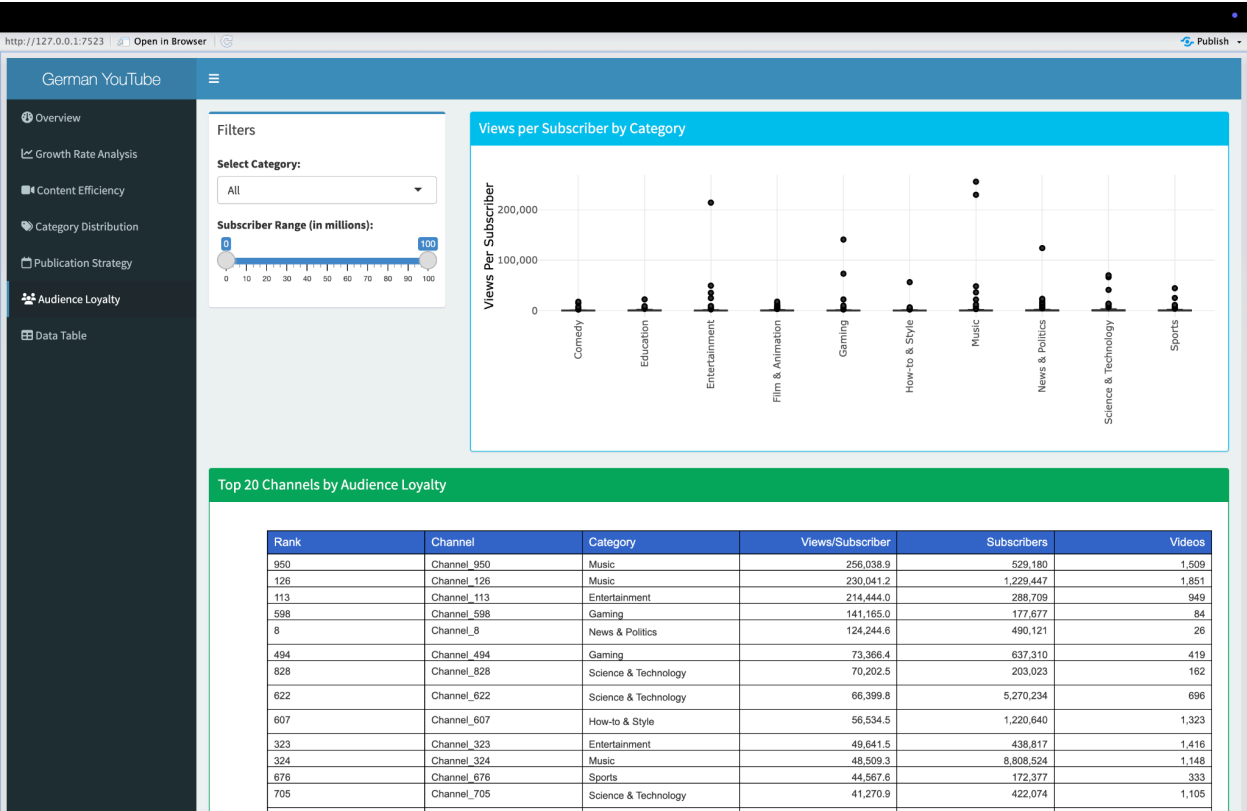 http://127.0.0.1:7523 Open in Browser Publish
German YouTube
Overview
Growth Rate Analysis
Content Efficiency
Category Distribution
Publication Strategy
Audience Loyalty
Data Table
Filters
Select Category:
All
Subscriber Range (in millions):
0 100
0 10 20 30 40 50 60 70 80 90 100
Views per Subscriber by Category
Views Per Subscriber
200,000
100,000
0
Comedy
Education
Entertainment
Film & Animation
Gaming
How-to & Style
Music
News & Politics
Science & Technology
Sports
Top 20 Channels by Audience Loyalty
Rank Channel Category Views/Subscriber Subscribers Videos
950 Channel_950 Music 256,038.9 529,180 1,509
126 Channel_126 Music 230,041.2 1,229,447 1,851
113 Channel_113 Entertainment 214,444.0 288,709 949
598 Channel_598 Gaming 141,165.0 177,677 84
8 Channel_8 News & Politics 124,244.6 490,121 26
494 Channel_494 Gaming 73,366.4 637,310 419
828 Channel_828 Science & Technology 70,202.5 203,023 162
622 Channel_622 Science & Technology 66,399.8 5,270,234 696
607 Channel_607 How-to & Style 56,534.5 1,220,640 1,323
323 Channel_323 Entertainment 49,641.5 438,817 1,416
324 Channel_324 Music 48,509.3 8,808,524 1,148
676 Channel_676 Sports 44,567.6 172,377 333
705 Channel_705 Science & Technology 41,270.9 422,074 1,105